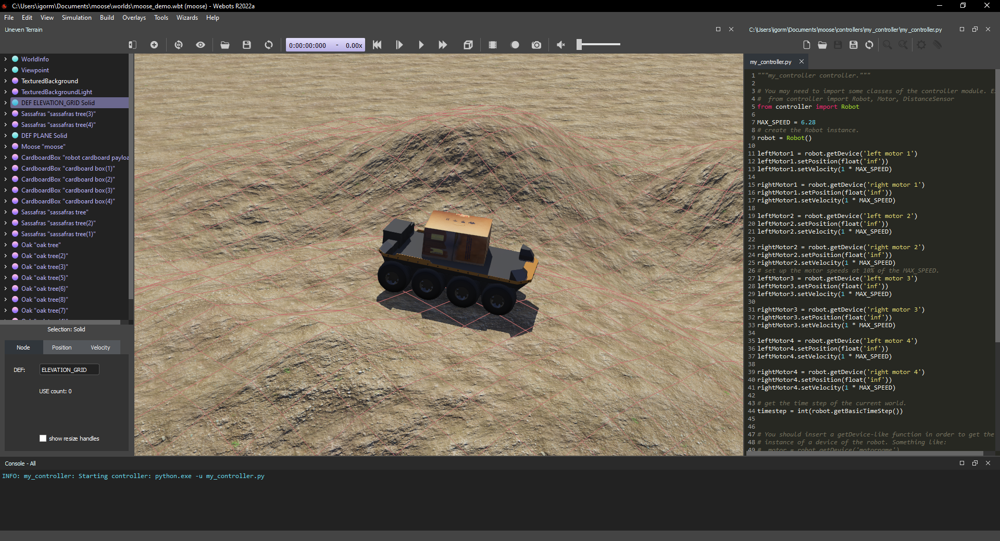 C:\Users\igorm\Documents\moose\worlds\moose_demo.wbt (moose) - Webots R2022a
File Edit View Simulation Build Overlays Tools Wizards Help
Uneven Terrain
0:00:00:000 - 0.00x
WorldInfo
Viewpoint
TexturedBackground
TexturedBackgroundLight
DEF ELEVATION_GRID Solid
Sassafras "sassafras tree(3)"
Sassafras "sassafras tree(4)"
DEF PLANE Solid
Moose "moose"
CardboardBox "robot cardboard payloa
CardboardBox "cardboard box(1)"
CardboardBox "cardboard box(2)"
CardboardBox "cardboard box(3)"
CardboardBox "cardboard box(4)"
Sassafras "sassafras tree"
Sassafras "sassafras tree(2)"
Sassafras "sassafras tree(1)"
Oak "oak tree"
Oak "oak tree(2)"
Oak "oak tree(3)"
Oak "oak tree(5)"
Oak "oak tree(6)"
Oak "oak tree(8)"
Oak "oak tree(7)"
Selection: Solid
Node Position Velocity
DEF: ELEVATION_GRID
USE count: 0
show resize handles
C:\Users\igorm\Documents\moose\controllers\my_controller\my_controller.py
my_controller.py
1 """my_controller controller."""
2
3 # You may need to import some classes of the controller module. E
4 #  from controller import Robot, Motor, DistanceSensor
5 from controller import Robot
6
7 MAX_SPEED = 6.28
8 # create the Robot instance.
9 robot = Robot()
10
11 leftMotor1 = robot.getDevice('left motor 1')
12 leftMotor1.setPosition(float('inf'))
13 leftMotor1.setVelocity(1 * MAX_SPEED)
14
15 rightMotor1 = robot.getDevice('right motor 1')
16 rightMotor1.setPosition(float('inf'))
17 rightMotor1.setVelocity(1 * MAX_SPEED)
18
19 leftMotor2 = robot.getDevice('left motor 2')
20 leftMotor2.setPosition(float('inf'))
21 leftMotor2.setVelocity(1 * MAX_SPEED)
22
23 rightMotor2 = robot.getDevice('right motor 2')
24 rightMotor2.setPosition(float('inf'))
25 rightMotor2.setVelocity(1 * MAX_SPEED)
26 # set up the motor speeds at 10% of the MAX_SPEED.
27 leftMotor3 = robot.getDevice('left motor 3')
28 leftMotor3.setPosition(float('inf'))
29 leftMotor3.setVelocity(1 * MAX_SPEED)
30
31 rightMotor3 = robot.getDevice('right motor 3')
32 rightMotor3.setPosition(float('inf'))
33 rightMotor3.setVelocity(1 * MAX_SPEED)
34
35 leftMotor4 = robot.getDevice('left motor 4')
36 leftMotor4.setPosition(float('inf'))
37 leftMotor4.setVelocity(1 * MAX_SPEED)
38
39 rightMotor4 = robot.getDevice('right motor 4')
40 rightMotor4.setPosition(float('inf'))
41 rightMotor4.setVelocity(1 * MAX_SPEED)
42
43 # get the time step of the current world.
44 timestep = int(robot.getBasicTimeStep())
45
46
47 # You should insert a getDevice-like function in order to get the
48 # instance of a device of the robot. Something like:
49 #  motor = robot.getDevice('motorname')
Console - All
INFO: my_controller: Starting controller: python.exe -u my_controller.py